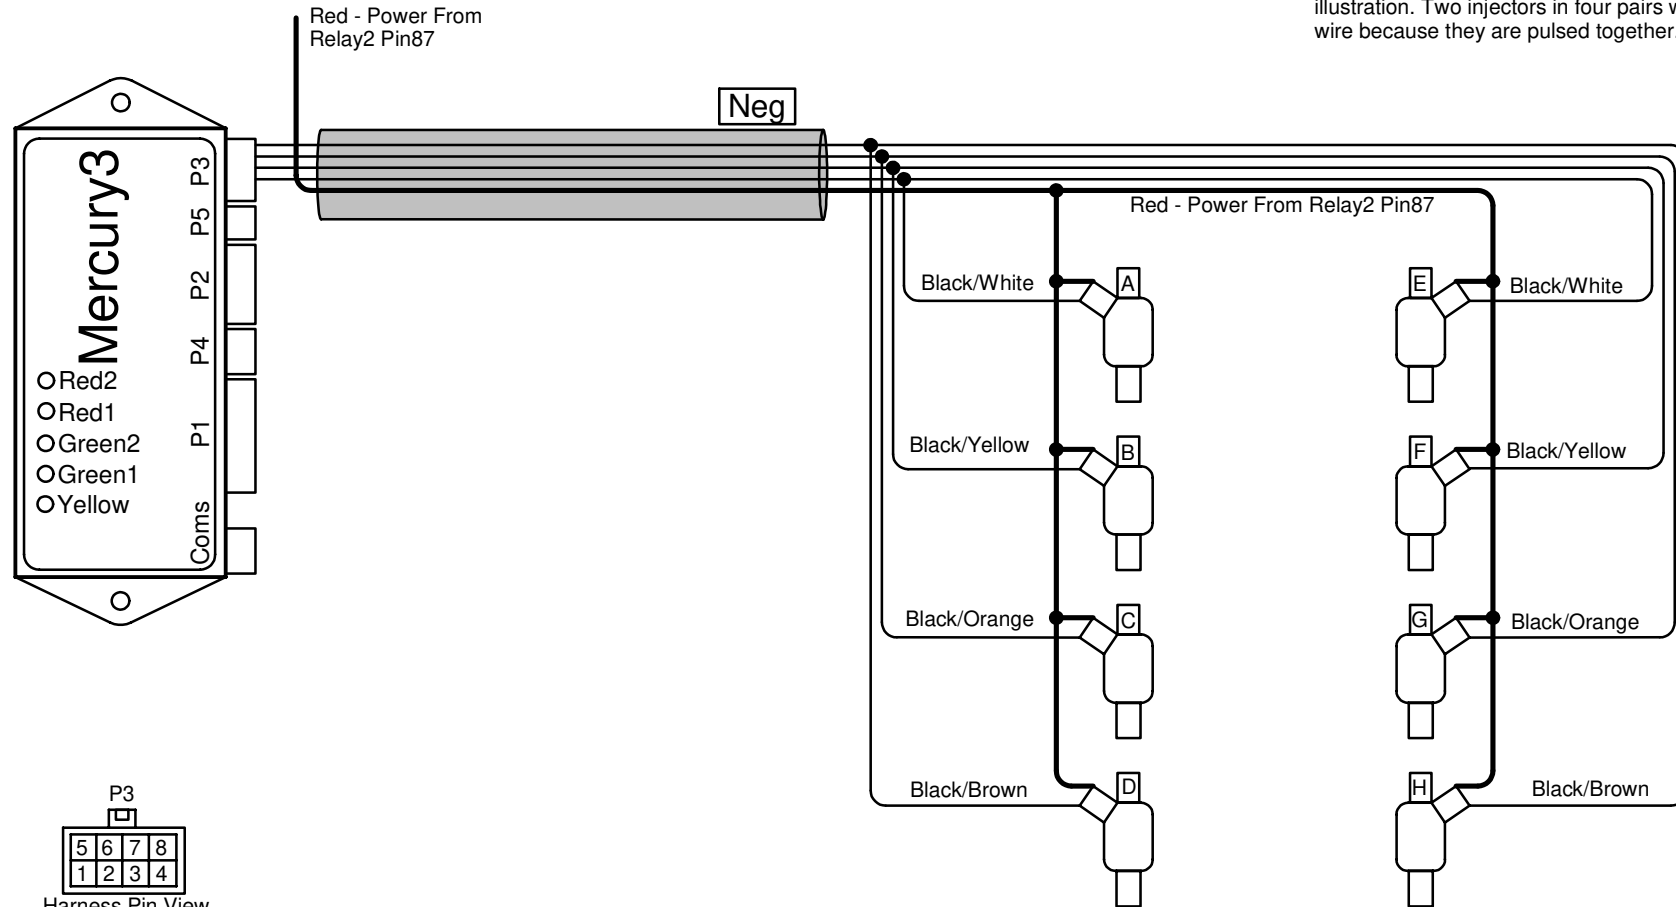 Red - Power From
Relay2 Pin87
illustration. Two injectors in four pairs
wire because they are pulsed together.
Neg
Mercury3
P3
P5
P2
P4
P1
Coms
Red2
Red1
Green2
Green1
Yellow
Red - Power From Relay2 Pin87
Black/White
A
E
Black/White
Black/Yellow
B
F
Black/Yellow
Black/Orange
C
G
Black/Orange
Black/Brown
D
H
Black/Brown
P3
5 6 7 8
1 2 3 4
Harness Pin View